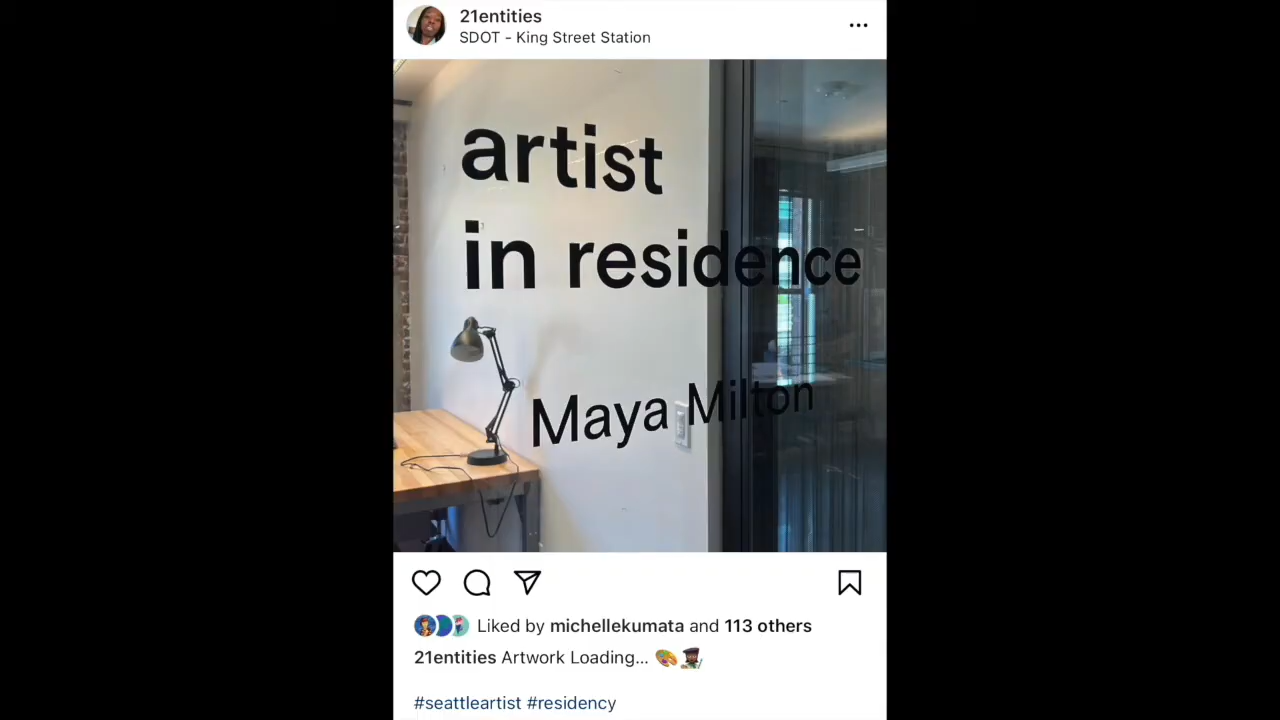 21entities
SDOT - King Street Station
artist
in residence
Maya Milton
Liked by michellekumata and 113 others
21entities Artwork Loading... 🎨👩🏿‍🎨
#seattleartist #residency